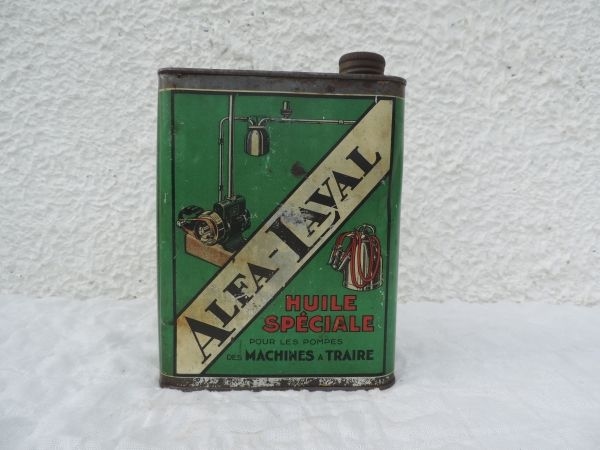 ALFA-LAVAL
HUILE
SPÉCIALE
POUR LES POMPES
DES MACHINES A TRAIRE